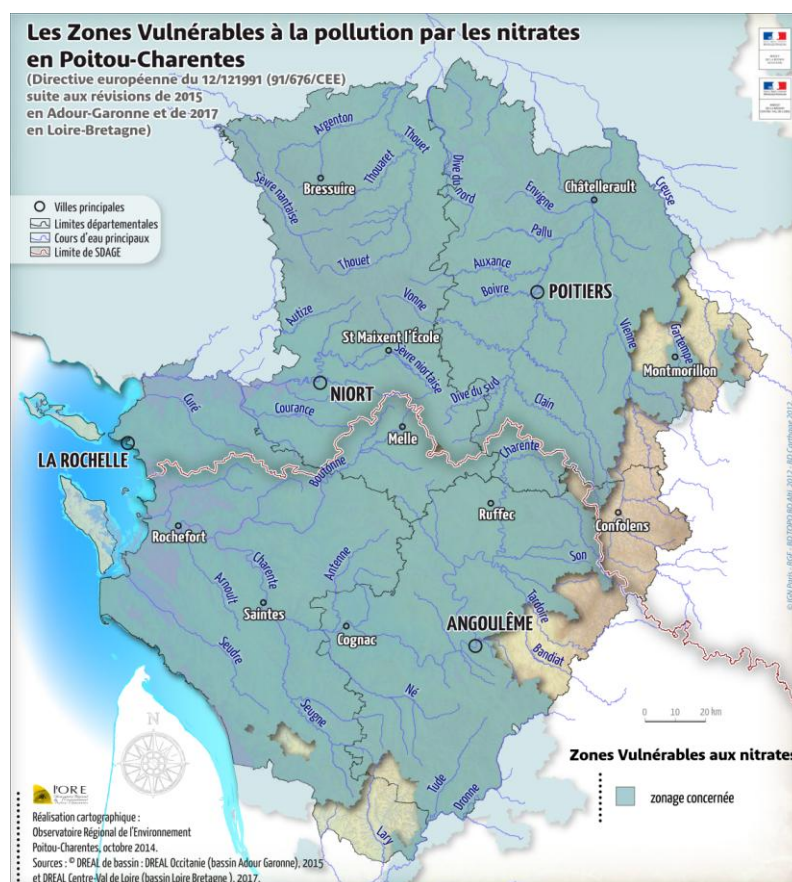 Les Zones Vulnérables à la pollution par les nitrates
en Poitou-Charentes
(Directive européenne du 12/121991 (91/676/CEE)
suite aux révisions de 2015
en Adour-Garonne et de 2017
en Loire-Bretagne)
Villes principales
Limites départementales
Cours d'eau principaux
Limite de SDAGE
Argenton
Thouet
Thouaret
Bressuire
Sèvre nantaise
Dive du nord
Envigne
Châtellerault
Creuse
Pallu
Thouet
Auxance
Boivre
POITIERS
Vonne
Autize
St Maixent l'École
Sèvre niortaise
Vienne
Gartempe
Montmorillon
NIORT
Dive du sud
Clain
Curé
Courance
Melle
LA ROCHELLE
Boutonne
Charente
Ruffec
Confolens
Rochefort
Son
Charente
Antenne
Arnoult
Saintes
Tardoire
Cognac
ANGOULÊME
Bandiat
Seudre
Né
Seugne
0 10 20 km
N
Zones Vulnérables aux nitrates
zonage concernée
Tude
Dronne
Lary
l'ORE
Réalisation cartographique :
Observatoire Régional de l'Environnement
Poitou-Charentes, octobre 2014.
Sources : © DREAL de bassin : DREAL Occitanie (bassin Adour Garonne), 2015
et DREAL Centre-Val de Loire (bassin Loire Bretagne ), 2017.